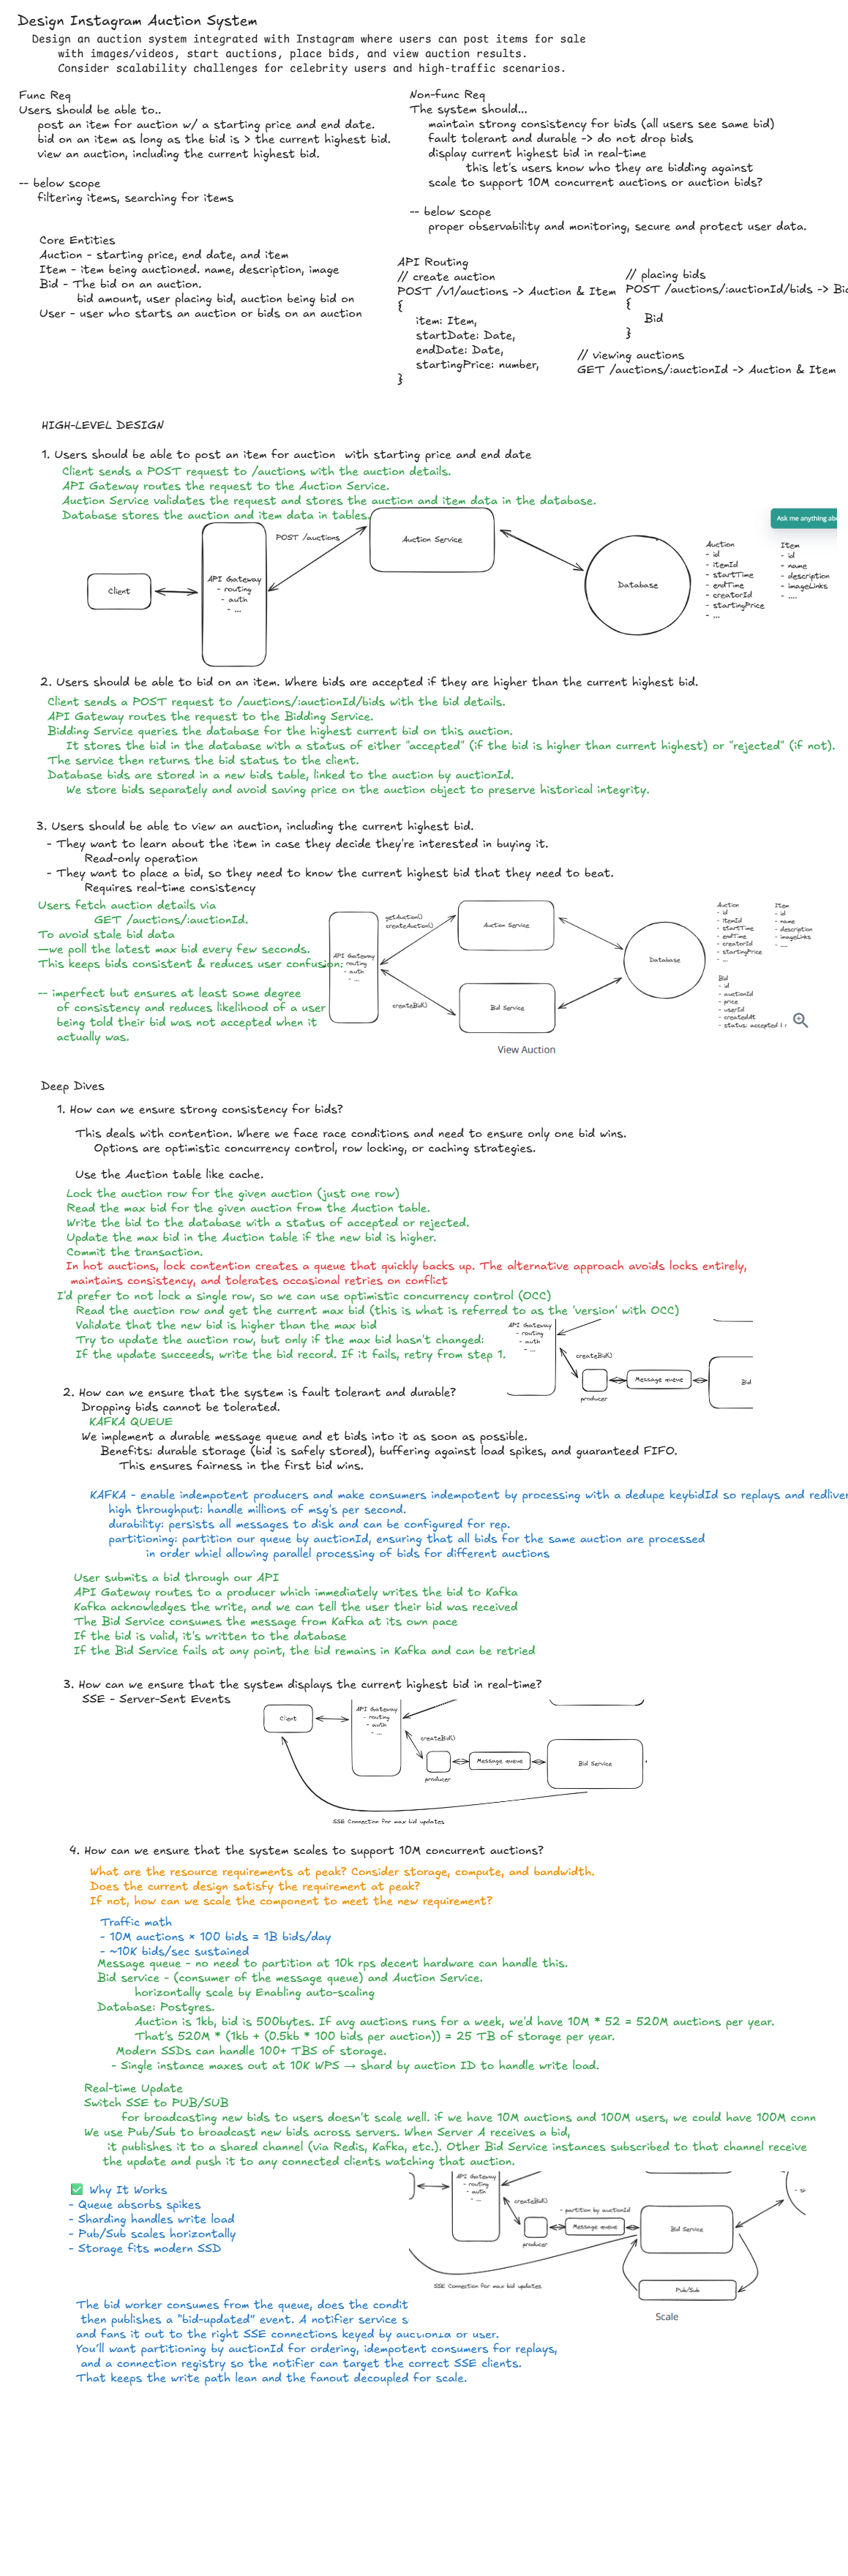 Design Instagram Auction System
Design an auction system integrated with Instagram where users can post items for sale
with images/videos, start auctions, place bids, and view auction results.
Consider scalability challenges for celebrity users and high-traffic scenarios.
Func Req
Users should be able to..
post an item for auction w/ a starting price and end date.
bid on an item as long as the bid is > the current highest bid.
view an auction, including the current highest bid.
-- below scope
filtering items, searching for items
Non-func Req
The system should...
maintain strong consistency for bids (all users see same bid)
fault tolerant and durable -> do not drop bids
display current highest bid in real-time
this let's users know who they are bidding against
scale to support 10M concurrent auctions or auction bids?
-- below scope
proper observability and monitoring, secure and protect user data.
Core Entities
Auction - starting price, end date, and item
Item - item being auctioned. name, description, image
Bid - The bid on an auction.
bid amount, user placing bid, auction being bid on
User - user who starts an auction or bids on an auction
API Routing
// create auction
POST /v1/auctions -> Auction & Item
{
item: Item,
startDate: Date,
endDate: Date,
startingPrice: number,
}
// placing bids
POST /auctions/:auctionId/bids -> Bid
{
Bid
}
// viewing auctions
GET /auctions/:auctionId -> Auction & Item
HIGH-LEVEL DESIGN
1. Users should be able to post an item for auction with starting price and end date
Client sends a POST request to /auctions with the auction details.
API Gateway routes the request to the Auction Service.
Auction Service validates the request and stores the auction and item data in the database.
Database stores the auction and item data in tables.
Ask me anything
Client
API Gateway
- routing
- auth
- ...
POST /auctions
Auction Service
Database
Auction
- id
- itemId
- startTime
- endTime
- creatorId
- startingPrice
- ...
Item
- id
- name
- description
- imageLinks
- ....
2. Users should be able to bid on an item. Where bids are accepted if they are higher than the current highest bid.
Client sends a POST request to /auctions/:auctionId/bids with the bid details.
API Gateway routes the request to the Bidding Service.
Bidding Service queries the database for the highest current bid on this auction.
It stores the bid in the database with a status of either "accepted" (if the bid is higher than current highest) or "rejected" (if not).
The service then returns the bid status to the client.
Database bids are stored in a new bids table, linked to the auction by auctionId.
We store bids separately and avoid saving price on the auction object to preserve historical integrity.
3. Users should be able to view an auction, including the current highest bid.
- They want to learn about the item in case they decide they're interested in buying it.
Read-only operation
- They want to place a bid, so they need to know the current highest bid that they need to beat.
Requires real-time consistency
Users fetch auction details via
GET /auctions/:auctionId.
To avoid stale bid data
—we poll the latest max bid every few seconds.
This keeps bids consistent & reduces user confusion.
-- imperfect but ensures at least some degree
of consistency and reduces likelihood of a user
being told their bid was not accepted when it
actually was.
API Gateway
- routing
- auth
- ...
getAuction()
createAuction()
createBid()
Auction Service
Bid Service
Database
Auction
- id
- itemId
- startTime
- endTime
- creatorId
- startingPrice
- ...
Item
- id
- name
- description
- imageLinks
- ....
Bid
- id
- auctionId
- price
- userId
- createdAt
- status: accepted | r
View Auction
Deep Dives
1. How can we ensure strong consistency for bids?
This deals with contention. Where we face race conditions and need to ensure only one bid wins.
Options are optimistic concurrency control, row locking, or caching strategies.
Use the Auction table like cache.
Lock the auction row for the given auction (just one row)
Read the max bid for the given auction from the Auction table.
Write the bid to the database with a status of accepted or rejected.
Update the max bid in the Auction table if the new bid is higher.
Commit the transaction.
In hot auctions, lock contention creates a queue that quickly backs up. The alternative approach avoids locks entirely,
maintains consistency, and tolerates occasional retries on conflict
I'd prefer to not lock a single row, so we can use optimistic concurrency control (OCC)
Read the auction row and get the current max bid (this is what is referred to as the 'version' with OCC)
Validate that the new bid is higher than the max bid
Try to update the auction row, but only if the max bid hasn't changed:
If the update succeeds, write the bid record. If it fails, retry from step 1.
API Gateway
- routing
- auth
- ...
createBid()
producer
Message queue
Bid
2. How can we ensure that the system is fault tolerant and durable?
Dropping bids cannot be tolerated.
KAFKA QUEUE
We implement a durable message queue and et bids into it as soon as possible.
Benefits: durable storage (bid is safely stored), buffering against load spikes, and guaranteed FIFO.
This ensures fairness in the first bid wins.
KAFKA - enable indempotent producers and make consumers indempotent by processing with a dedupe keybidId so replays and redliver
high throughput: handle millions of msg's per second.
durability: persists all messages to disk and can be configured for rep.
partitioning: partition our queue by auctionId, ensuring that all bids for the same auction are processed
in order whiel allowing parallel processing of bids for different auctions
User submits a bid through our API
API Gateway routes to a producer which immediately writes the bid to Kafka
Kafka acknowledges the write, and we can tell the user their bid was received
The Bid Service consumes the message from Kafka at its own pace
If the bid is valid, it's written to the database
If the Bid Service fails at any point, the bid remains in Kafka and can be retried
3. How can we ensure that the system displays the current highest bid in real-time?
SSE - Server-Sent Events
Client
API Gateway
- routing
- auth
- ...
createBid()
producer
Message queue
Bid Service
SSE Connection for max bid updates
4. How can we ensure that the system scales to support 10M concurrent auctions?
What are the resource requirements at peak? Consider storage, compute, and bandwidth.
Does the current design satisfy the requirement at peak?
If not, how can we scale the component to meet the new requirement?
Traffic math
- 10M auctions × 100 bids = 1B bids/day
- ~10K bids/sec sustained
Message queue - no need to partition at 10k rps decent hardware can handle this.
Bid service - (consumer of the message queue) and Auction Service.
horizontally scale by Enabling auto-scaling
Database: Postgres.
Auction is 1kb, bid is 500bytes. If avg auctions runs for a week, we'd have 10M * 52 = 520M auctions per year.
That's 520M * (1kb + (0.5kb * 100 bids per auction)) = 25 TB of storage per year.
Modern SSDs can handle 100+ TBS of storage.
- Single instance maxes out at 10K WPS → shard by auction ID to handle write load.
Real-time Update
Switch SSE to PUB/SUB
for broadcasting new bids to users doesn't scale well. if we have 10M auctions and 100M users, we could have 100M conn
We use Pub/Sub to broadcast new bids across servers. When Server A receives a bid,
it publishes it to a shared channel (via Redis, Kafka, etc.). Other Bid Service instances subscribed to that channel receive
the update and push it to any connected clients watching that auction.
✅ Why It Works
- Queue absorbs spikes
- Sharding handles write load
- Pub/Sub scales horizontally
- Storage fits modern SSD
API Gateway
- routing
- auth
- ...
createBid()
producer
- partition by auctionId
Message queue
Bid Service
Pub/Sub
SSE Connection for max bid updates
Scale
The bid worker consumes from the queue, does the condit
then publishes a "bid-updated" event. A notifier service s
and fans it out to the right SSE connections keyed by auctionId or user.
You'll want partitioning by auctionId for ordering, idempotent consumers for replays,
and a connection registry so the notifier can target the correct SSE clients.
That keeps the write path lean and the fanout decoupled for scale.